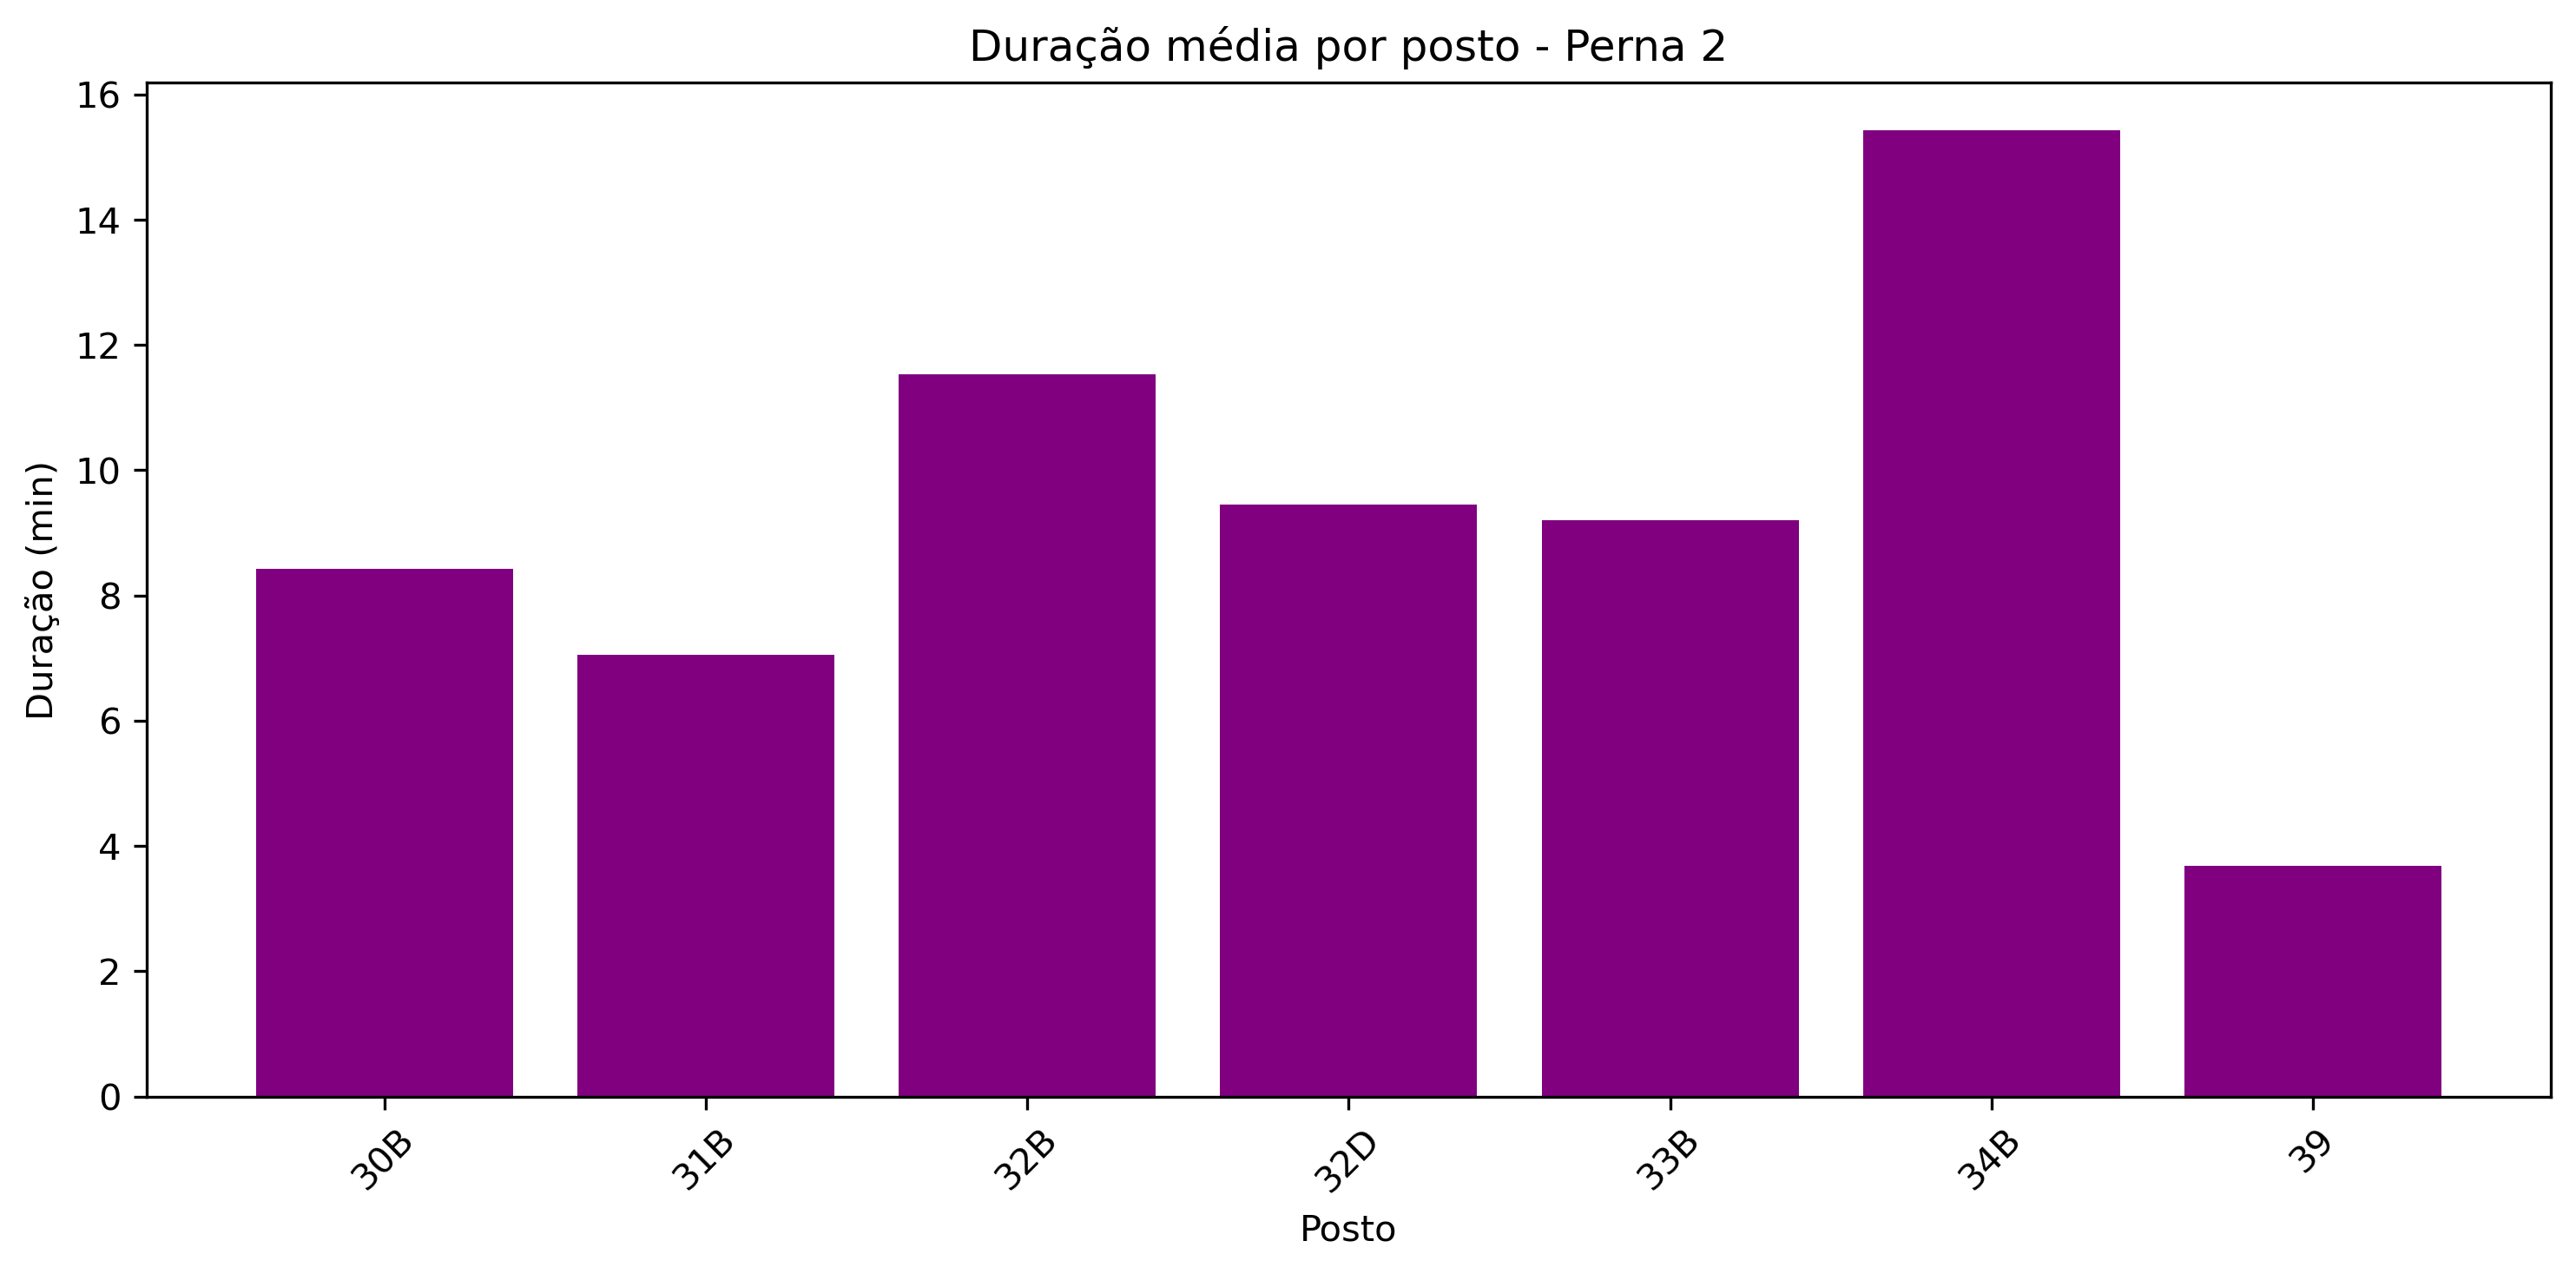 Duração média por posto - Perna 2
Duração (min)
16
14
12
10
8
6
4
2
0
30B
31B
32B
32D
33B
34B
39
Posto